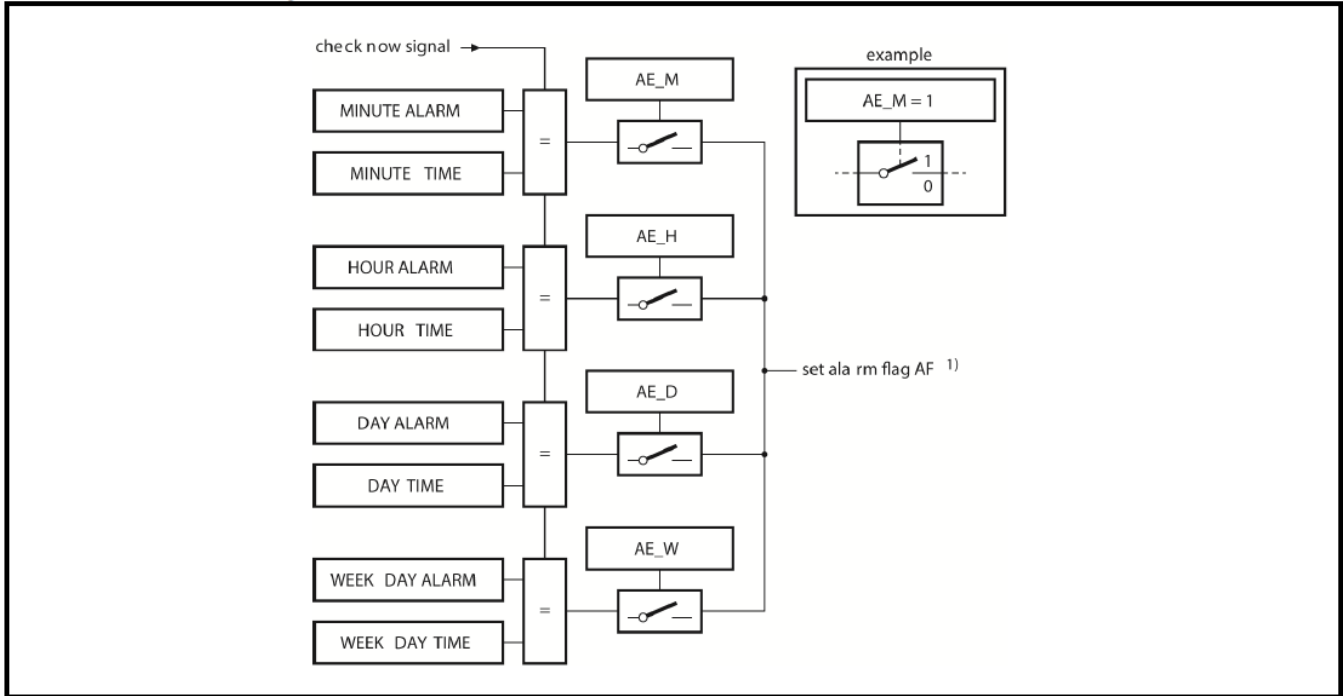 check now signal
MINUTE ALARM
MINUTE TIME
=
AE_M
example
AE_M = 1
1
0
HOUR ALARM
HOUR TIME
=
AE_H
set ala rm flag AF 1)
DAY ALARM
DAY TIME
=
AE_D
WEEK DAY ALARM
WEEK DAY TIME
=
AE_W